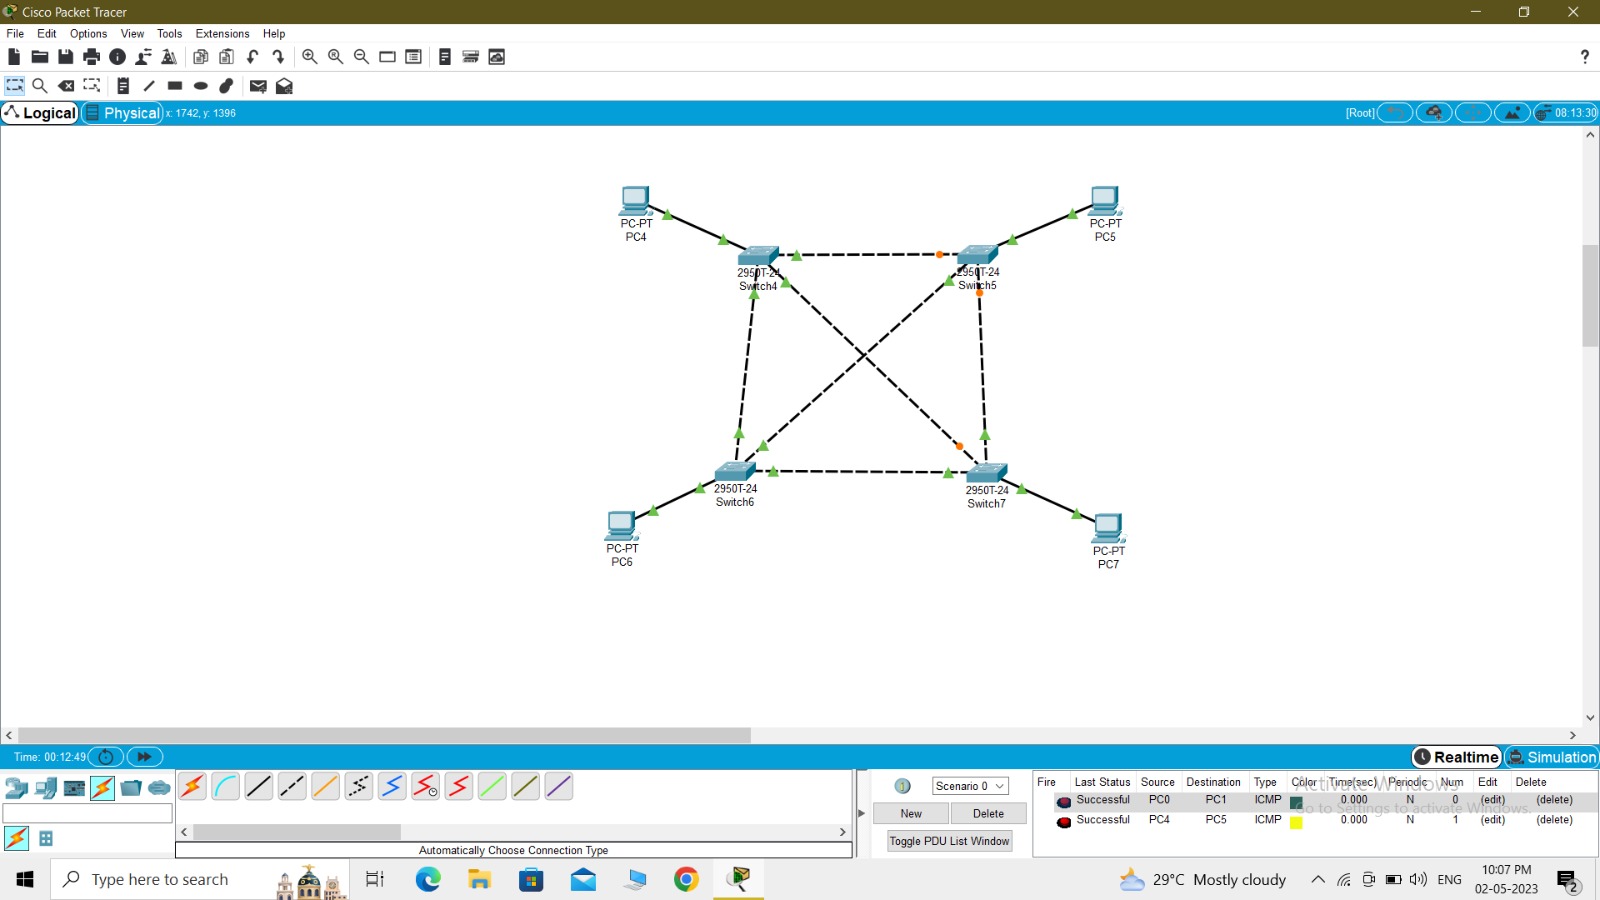 Cisco Packet Tracer
File Edit Options View Tools Extensions Help
?
Logical Physical x: 1742, y: 1396 [Root] 08:13:30
PC-PT
PC4
PC-PT
PC5
2950T-24
Switch4
2950T-24
Switch5
2950T-24
Switch6
2950T-24
Switch7
PC-PT
PC6
PC-PT
PC7
Time: 00:12:49 Realtime Simulation
Scenario 0
New Delete
Toggle PDU List Window
Automatically Choose Connection Type
Fire Last Status Source Destination Type Color Time(sec) Periodic Num Edit Delete
Successful PC0 PC1 ICMP 0.000 N 0 (edit) (delete)
Successful PC4 PC5 ICMP 0.000 N 1 (edit) (delete)
Activate Windows
Go to Settings to activate Windows.
Type here to search
29°C Mostly cloudy
ENG
10:07 PM
02-05-2023
2